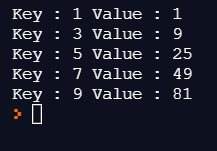 Key : 1 Value : 1
Key : 3 Value : 9
Key : 5 Value : 25
Key : 7 Value : 49
Key : 9 Value : 81
>